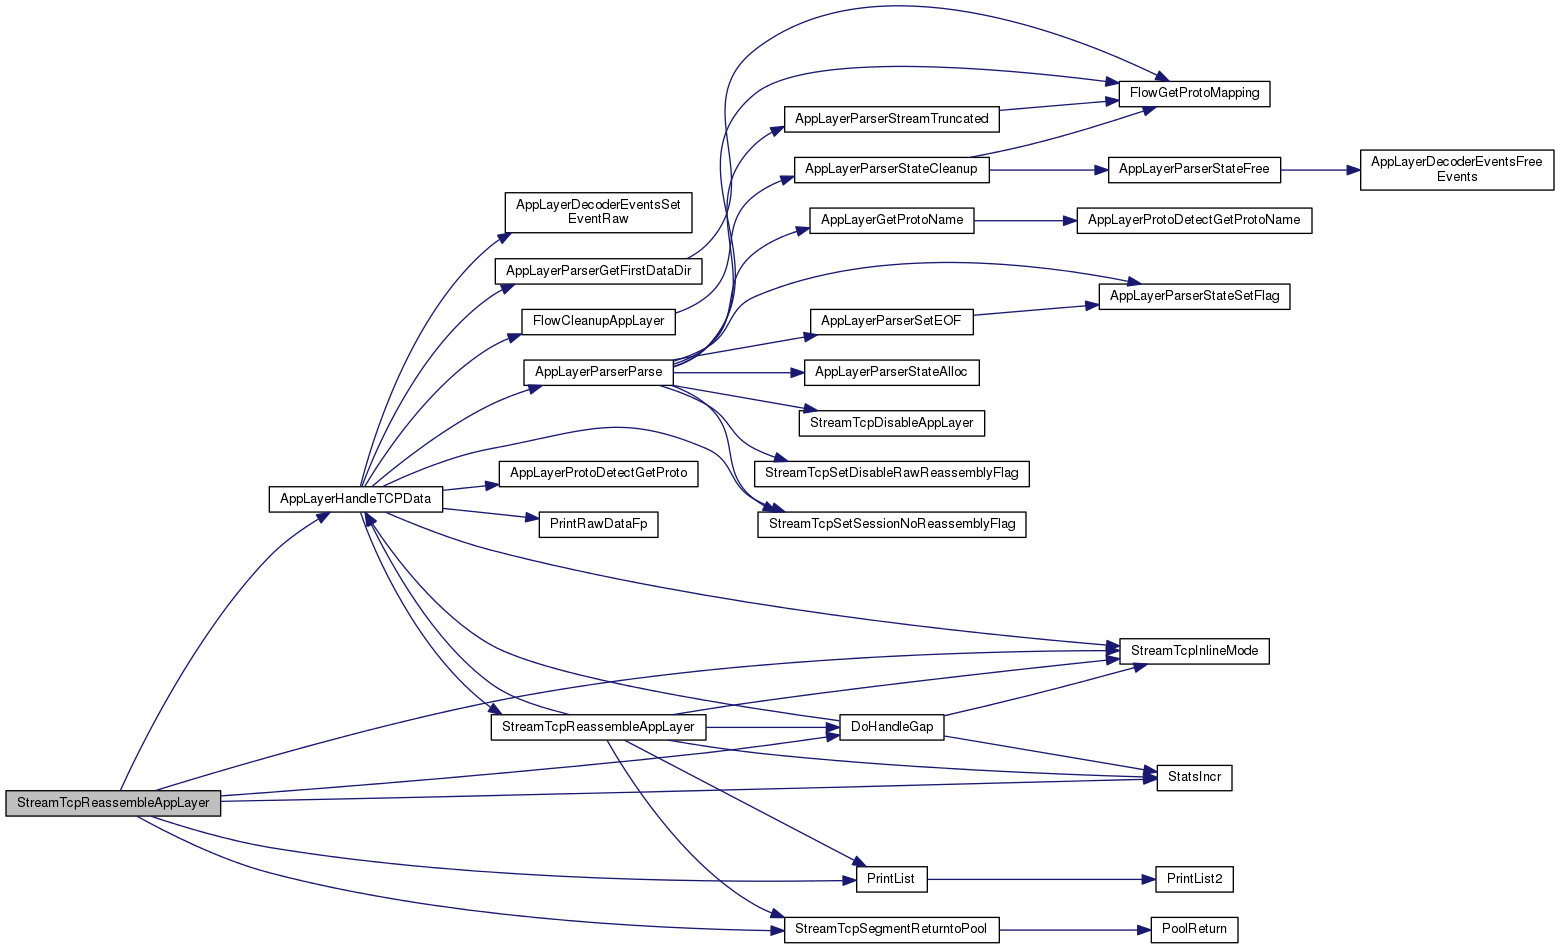 FlowGetProtoMapping
AppLayerParserStreamTruncated
AppLayerParserStateCleanup
AppLayerParserStateFree
AppLayerDecoderEventsFree
Events
AppLayerDecoderEventsSet
EventRaw
AppLayerGetProtoName
AppLayerProtoDetectGetProtoName
AppLayerParserGetFirstDataDir
AppLayerParserStateSetFlag
FlowCleanupAppLayer
AppLayerParserSetEOF
AppLayerParserParse
AppLayerParserStateAlloc
StreamTcpDisableAppLayer
AppLayerProtoDetectGetProto
StreamTcpSetDisableRawReassemblyFlag
AppLayerHandleTCPData
PrintRawDataFp
StreamTcpSetSessionNoReassemblyFlag
StreamTcpInlineMode
StreamTcpReassembleAppLayer
DoHandleGap
StatsIncr
StreamTcpReassembleAppLayer
PrintList
PrintList2
StreamTcpSegmentReturntoPool
PoolReturn